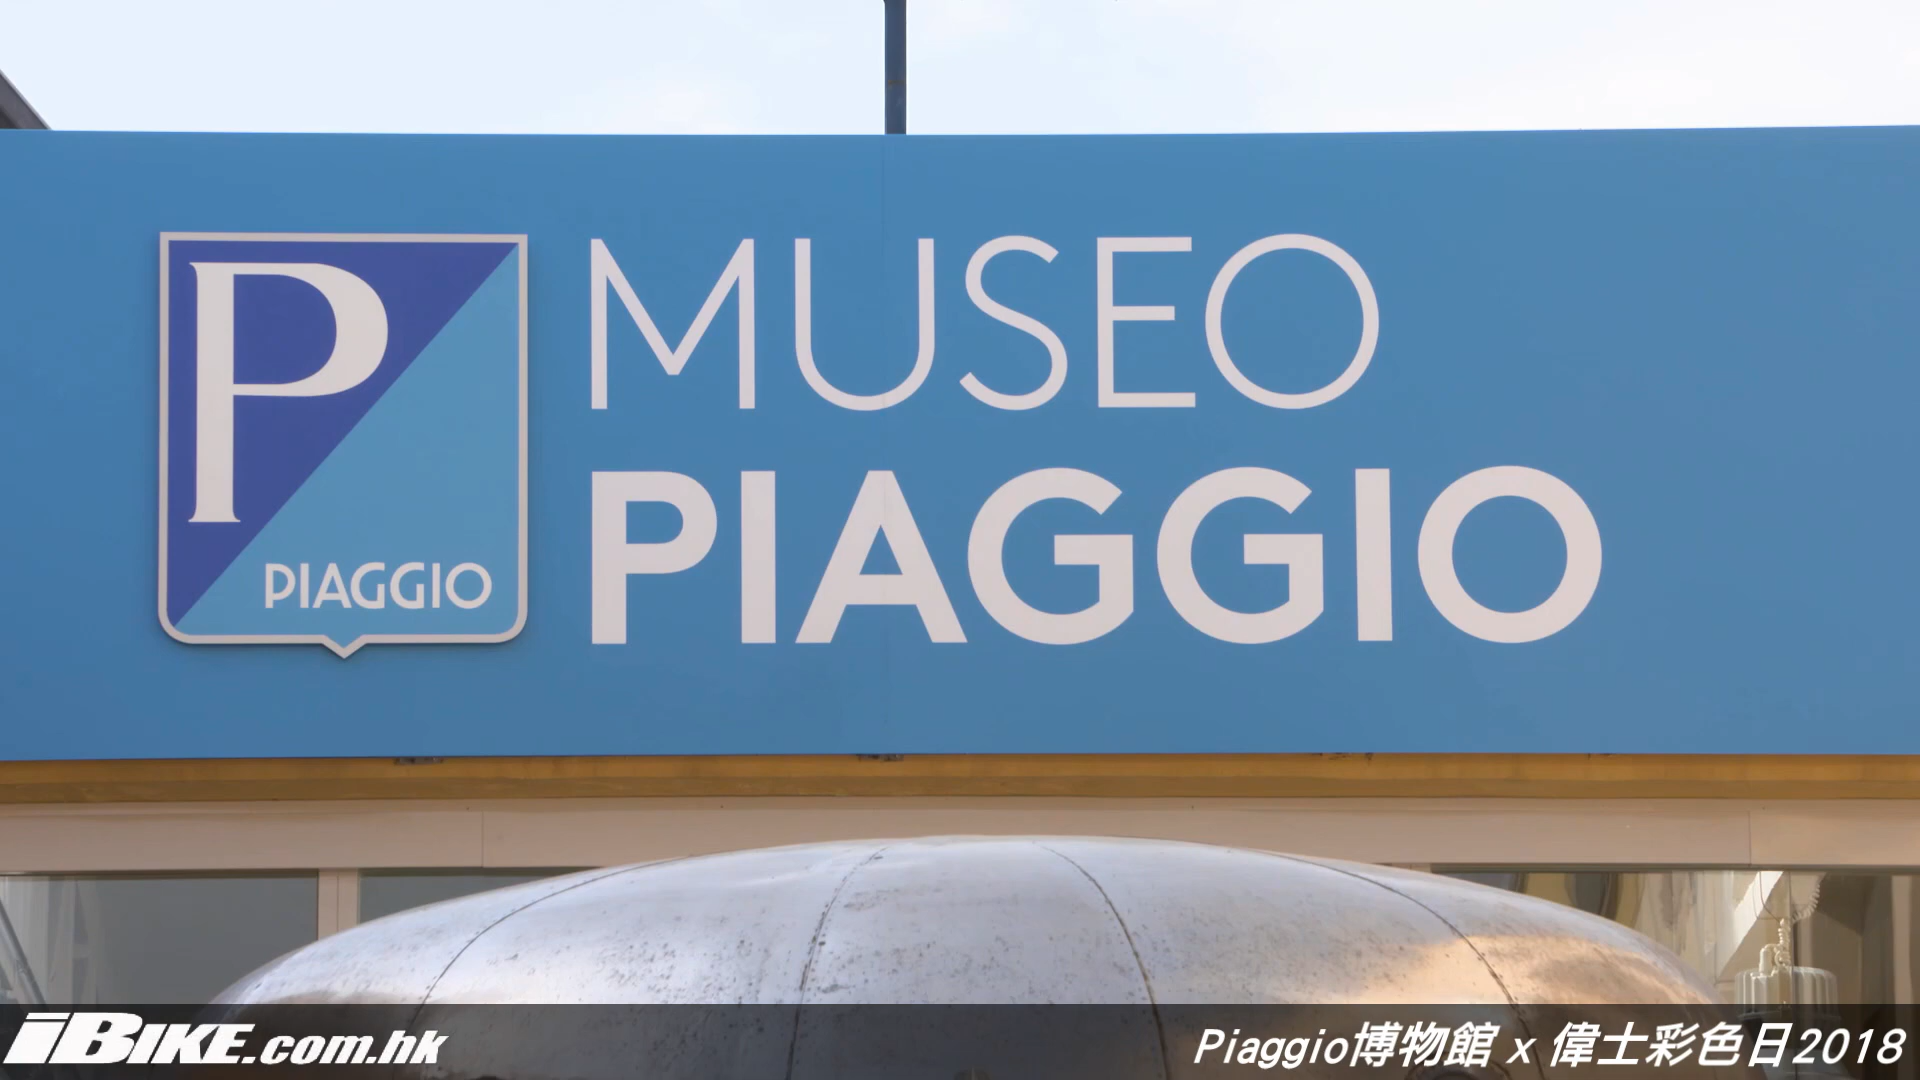 P
PIAGGIO
MUSEO
PIAGGIO
iBIKE.com.hk
Piaggio博物館 x 偉士彩色日2018